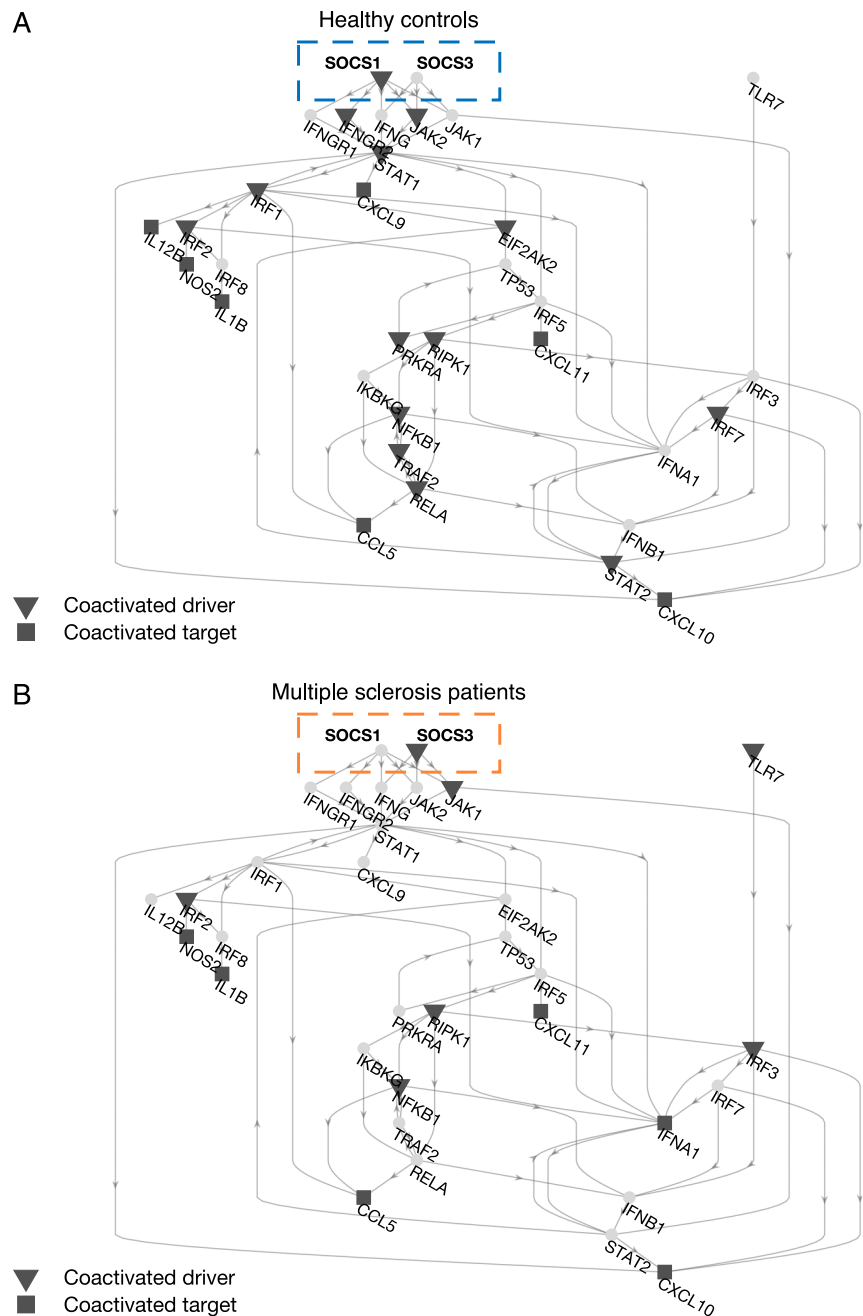 A
Healthy controls
SOCS1 SOCS3
TLR7
IFNGR1 IFNGR2 IFNG JAK2 JAK1
STAT1
IRF1 CXCL9
IL12B IRF2 EIF2AK2
NOS2 IRF8 TP53
IL1B IRF5
PRKRA RIPK1 CXCL11
IKBKG IRF3
NFKB1 IRF7
TRAF2 IFNA1
RELA
CCL5 IFNB1
STAT2
CXCL10
Coactivated driver
Coactivated target
B
Multiple sclerosis patients
SOCS1 SOCS3
TLR7
IFNGR1 IFNGR2 IFNG JAK2 JAK1
STAT1
IRF1 CXCL9
IL12B IRF2 EIF2AK2
NOS2 IRF8 TP53
IL1B IRF5
PRKRA RIPK1 CXCL11
IKBKG IRF3
NFKB1 IRF7
TRAF2 IFNA1
RELA
CCL5 IFNB1
STAT2
CXCL10
Coactivated driver
Coactivated target